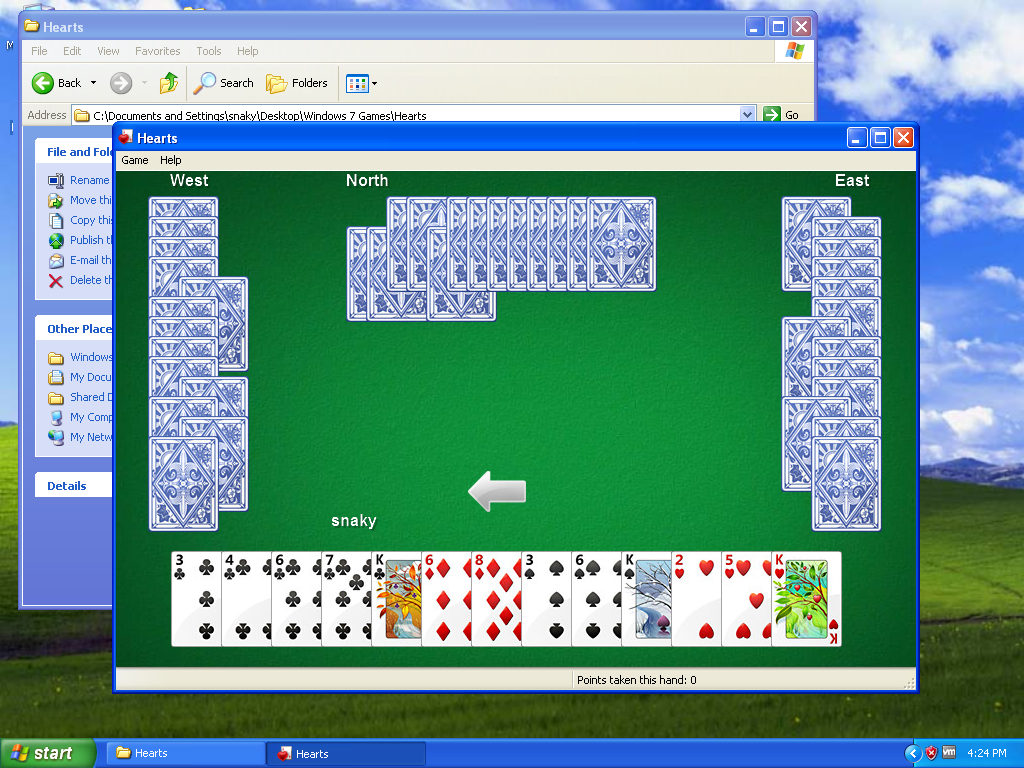 M
Hearts
File Edit View Favorites Tools Help
Back Search Folders
Address C:\Documents and Settings\snaky\Desktop\Windows 7 Games\Hearts Go
File and Fol
Rename
Move thi
Copy this
Publish t
E-mail th
Delete th
Other Place
Windows
My Docu
Shared D
My Comp
My Netw
Details
Hearts
Game Help
West North East
snaky
3 4 6 7 K 6 8 3 6 K 2 5 K
K
Points taken this hand: 0
start Hearts Hearts vm 4:24 PM